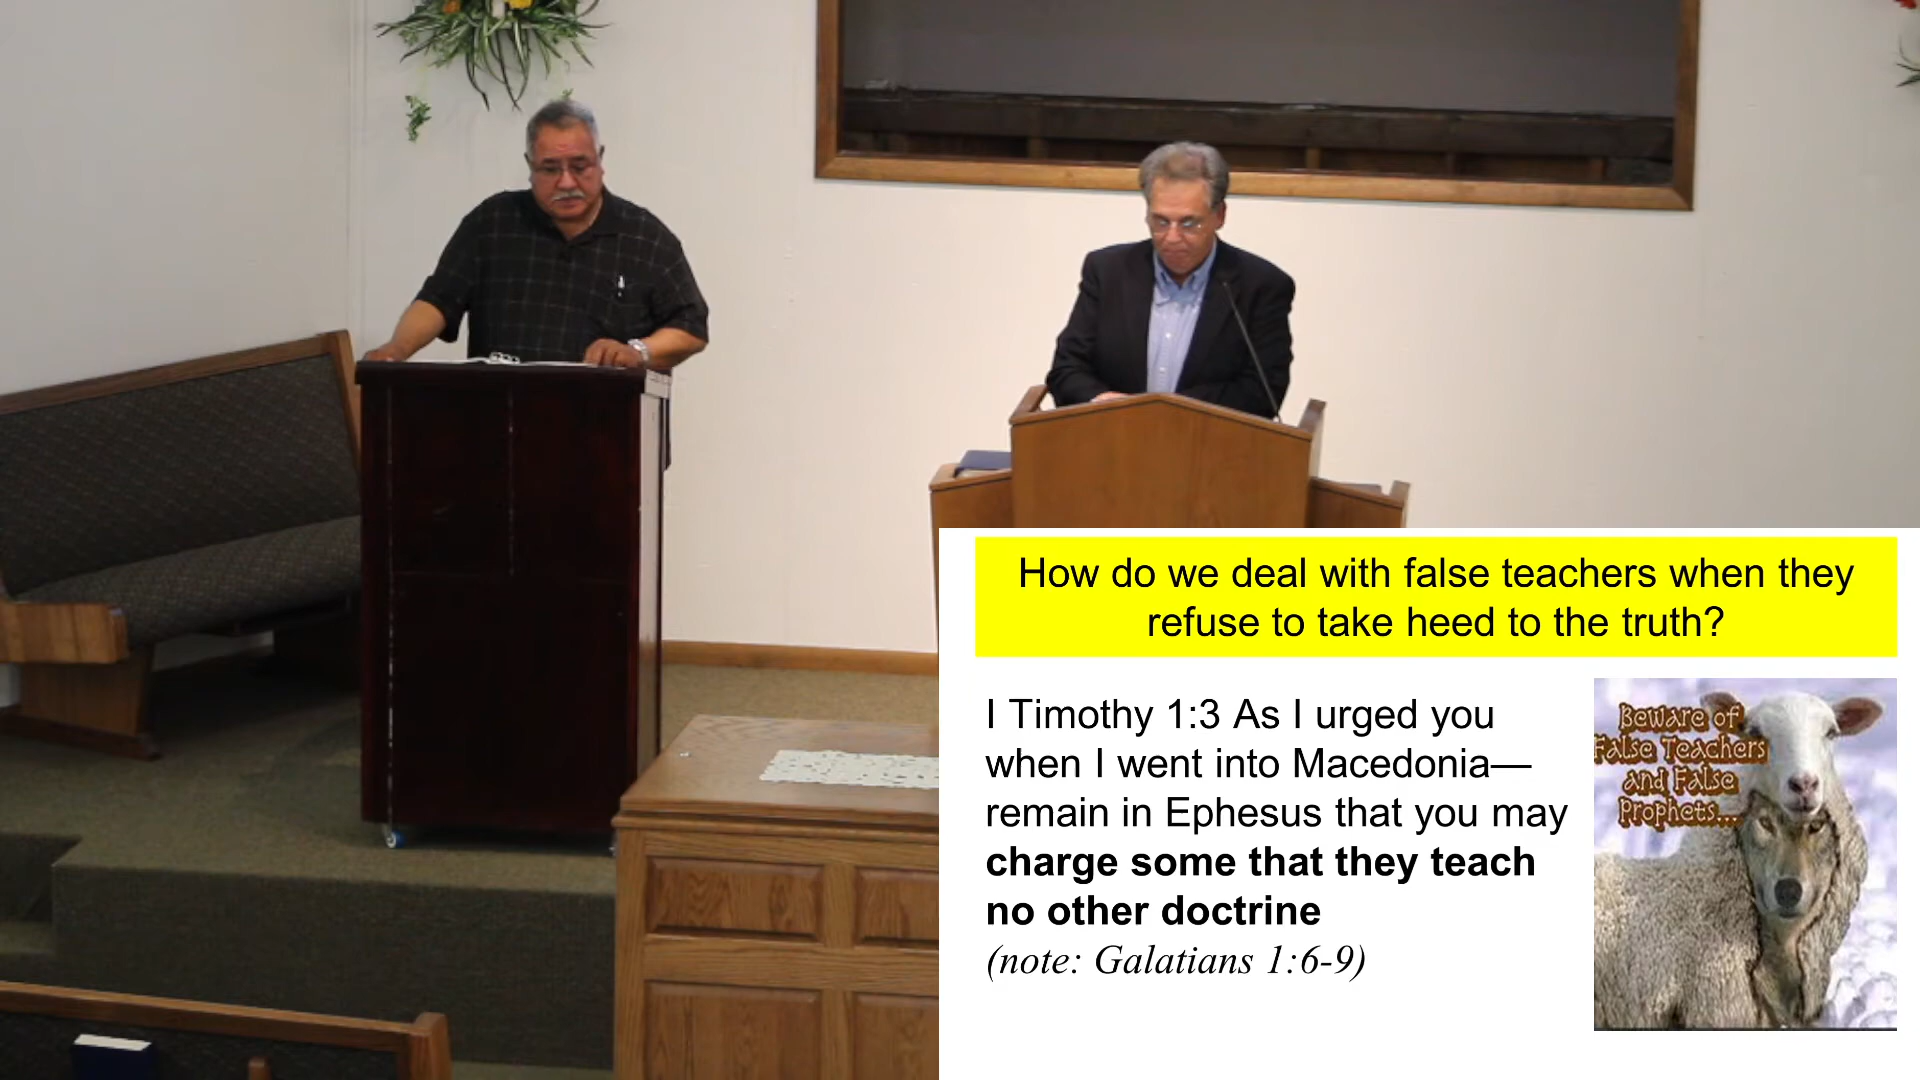 How do we deal with false teachers when they
refuse to take heed to the truth?
I Timothy 1:3 As I urged you
when I went into Macedonia—
remain in Ephesus that you may
charge some that they teach
no other doctrine
(note: Galatians 1:6-9)
Beware of
False Teachers
and False
Prophets...